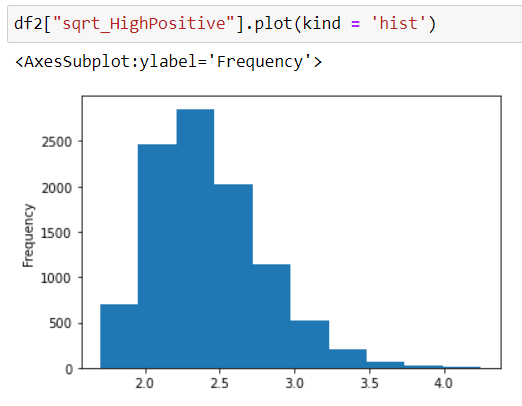 df2["sqrt_HighPositive"].plot(kind = 'hist')
<AxesSubplot:ylabel='Frequency'>
2500
2000
1500
1000
500
0
Frequency
2.0 2.5 3.0 3.5 4.0